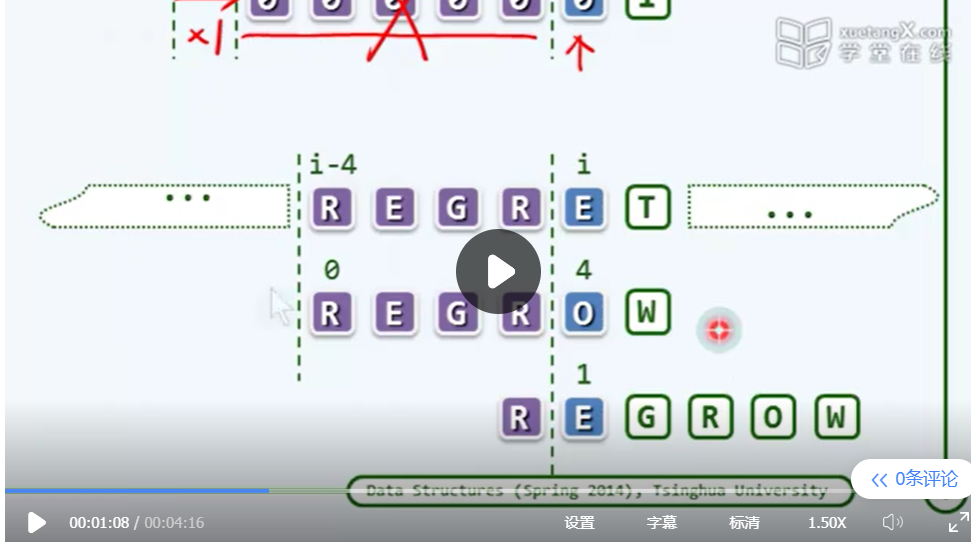 ×1
xuetangX.com
学堂在线
i-4 i
... R E G R E T ...
0 4
R E G R O W
1
R E G R O W
Data Structures (Spring 2014), Tsinghua University
0条评论
00:01:08 / 00:04:16 设置 字幕 标清 1.50X